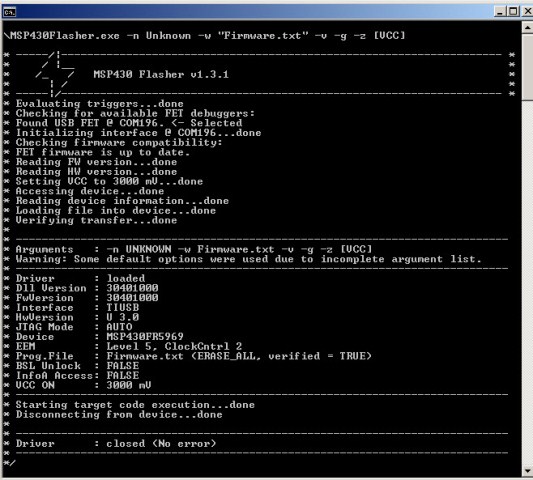 \MSP430Flasher.exe -n Unknown -w "Firmware.txt" -v -g -z [VCC]
* -----/|-------------------------------------------------------------------- *
*     / |__                                                                   *
*    /_   /   MSP430 Flasher v1.3.1                                           *
*      | /                                                                    *
* -----|/-------------------------------------------------------------------- *
* Evaluating triggers...done
* Checking for available FET debuggers:
* Found USB FET @ COM196. <- Selected
* Initializing interface @ COM196...done
* Checking firmware compatibility:
* FET firmware is up to date.
* Reading FW version...done
* Reading HW version...done
* Setting VCC to 3000 mV...done
* Accessing device...done
* Reading device information...done
* Loading file into device...done
* Verifying transfer...done
*
* ----------------------------------------------------------------------------
* Arguments   : -n UNKNOWN -w Firmware.txt -v -g -z [VCC]
* Warning: Some default options were used due to incomplete argument list.
* ----------------------------------------------------------------------------
* Driver      : loaded
* Dll Version : 30401000
* FwVersion   : 30401000
* Interface   : TIUSB
* HwVersion   : U 3.0
* JTAG Mode   : AUTO
* Device      : MSP430FR5969
* EEM         : Level 5, ClockCntrl 2
* Prog.File   : Firmware.txt (ERASE_ALL, verified = TRUE)
* BSL Unlock  : FALSE
* InfoA Access: FALSE
* VCC ON      : 3000 mV
* ----------------------------------------------------------------------------
* Starting target code execution...done
* Disconnecting from device...done
*
* ----------------------------------------------------------------------------
* Driver      : closed (No error)
* ----------------------------------------------------------------------------
*/